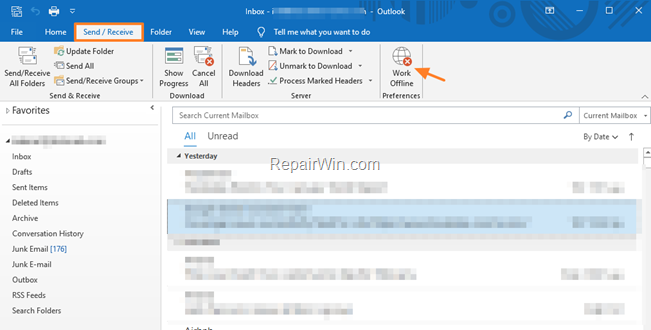 Inbox - i - Outlook
File Home Send / Receive Folder View Help Tell me what you want to do
Send/Receive All Folders
Update Folder
Send All
Send/Receive Groups
Send & Receive
Show Progress
Cancel All
Download
Download Headers
Mark to Download
Unmark to Download
Process Marked Headers
Server
Work Offline
Preferences
Favorites
Inbox
Drafts
Sent Items
Deleted Items
Archive
Conversation History
Junk Email [176]
Junk E-mail
Outbox
RSS Feeds
Search Folders
Search Current Mailbox
Current Mailbox
All Unread
By Date
Yesterday
RepairWin.com